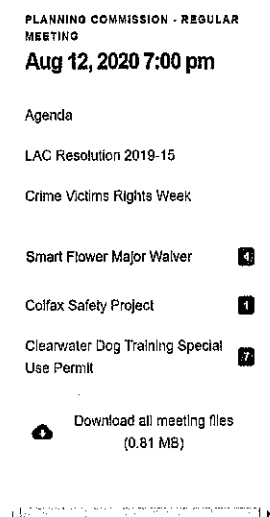 PLANNING COMMISSION - REGULAR
MEETING
Aug 12, 2020 7:00 pm
Agenda
LAC Resolution 2019-15
Crime Victims Rights Week
Smart Flower Major Waiver 4
Colfax Safety Project 1
Clearwater Dog Training Special 7
Use Permit
Download all meeting files
(0.81 MB)